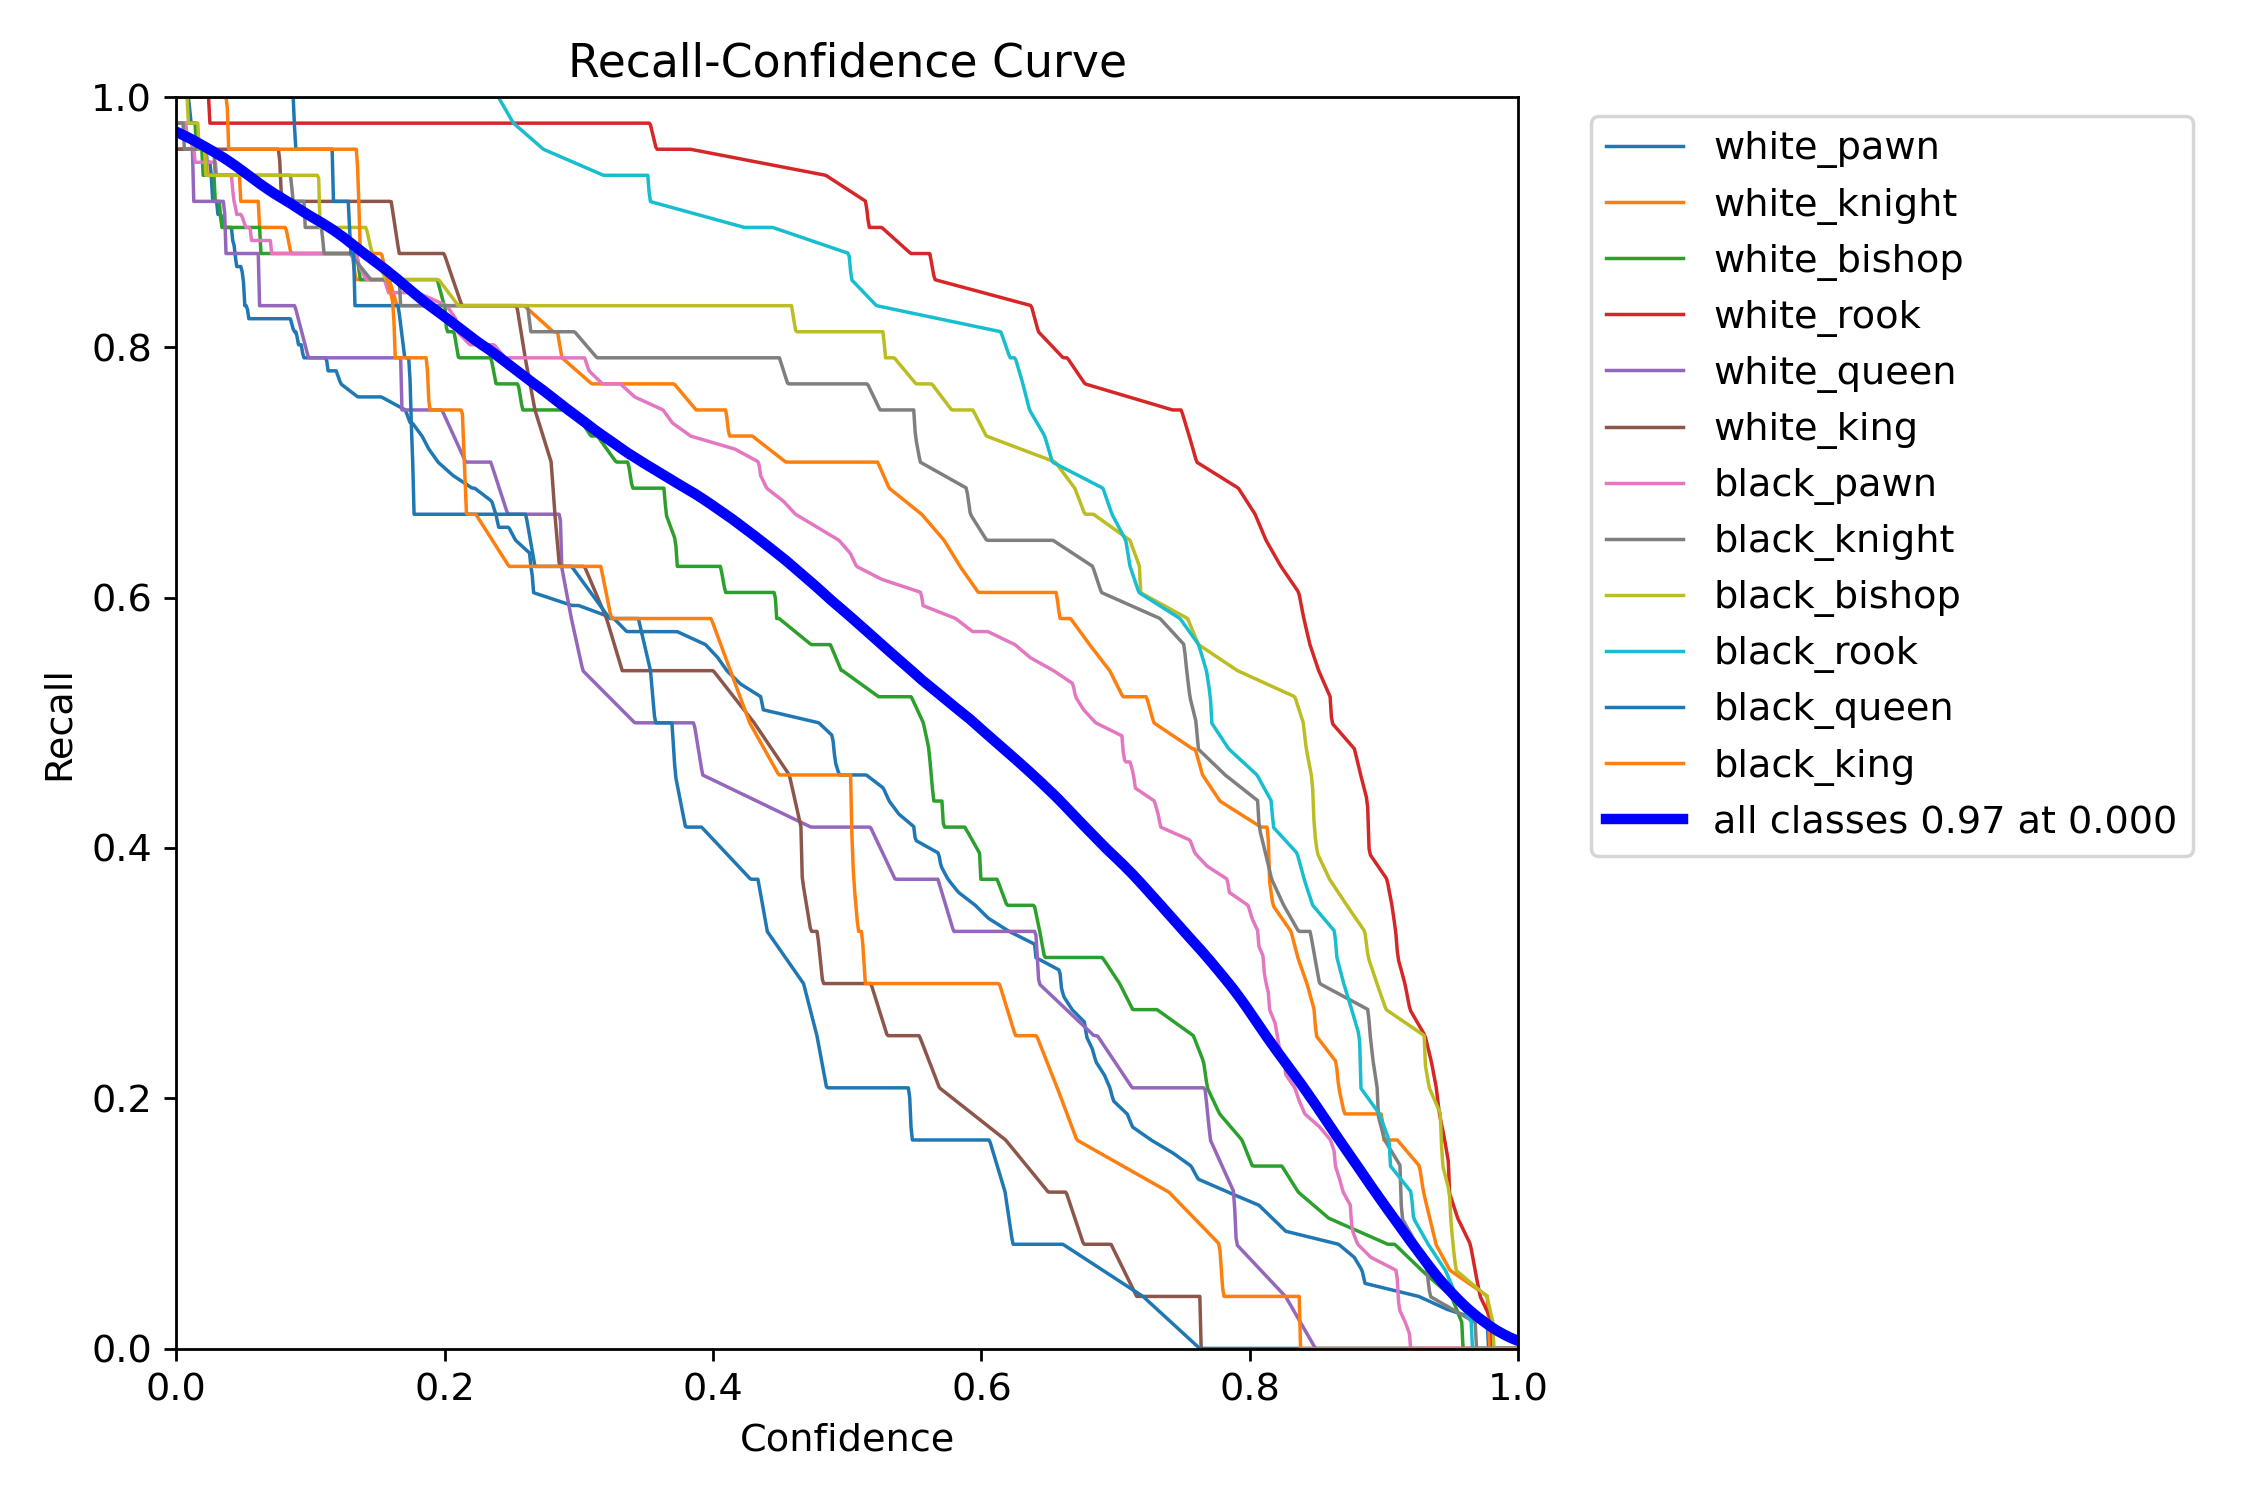 Recall-Confidence Curve
1.0
0.8
0.6
0.4
0.2
0.0
Recall
0.0 0.2 0.4 0.6 0.8 1.0
Confidence
white_pawn
white_knight
white_bishop
white_rook
white_queen
white_king
black_pawn
black_knight
black_bishop
black_rook
black_queen
black_king
all classes 0.97 at 0.000